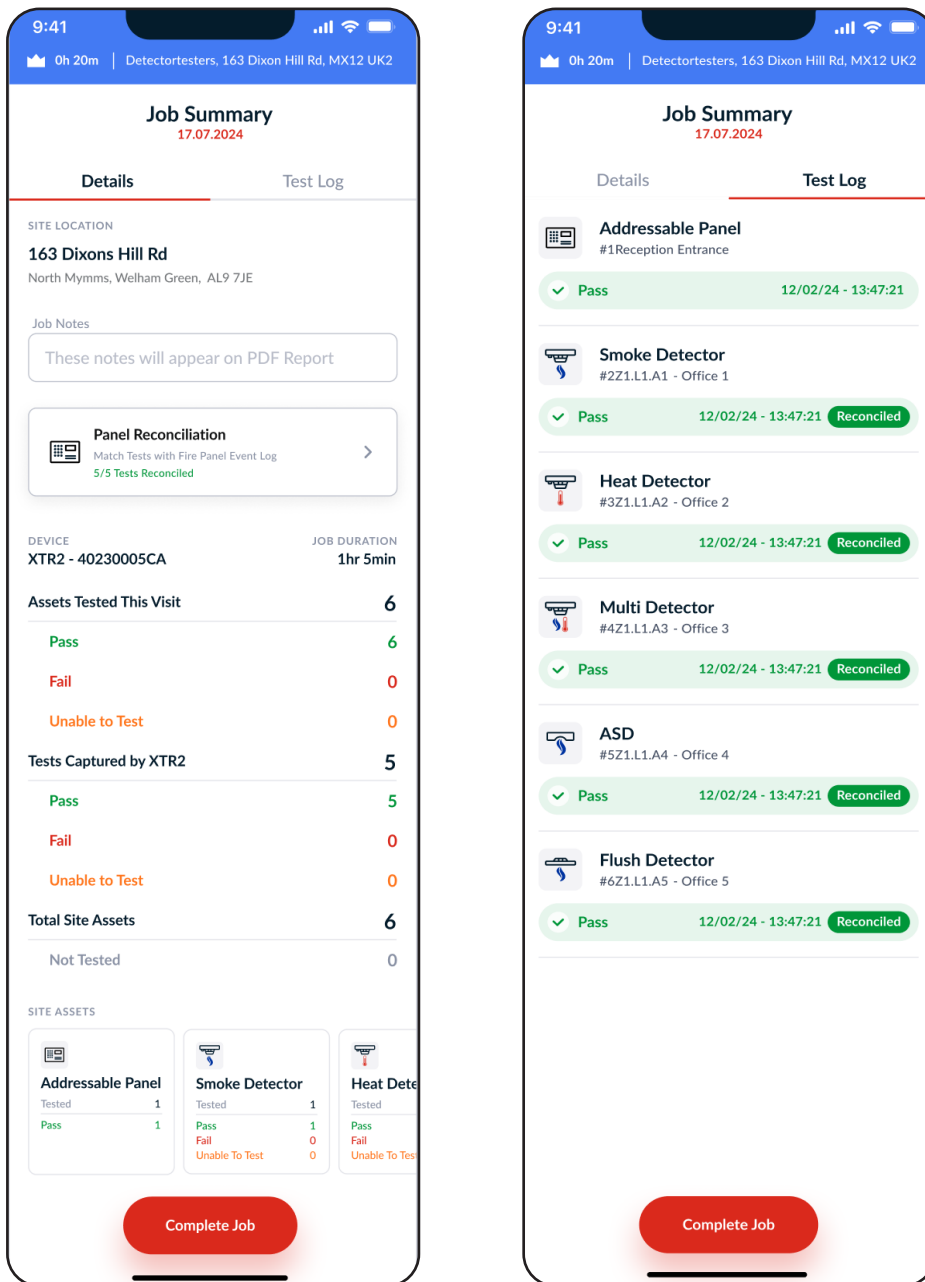 9:41
0h 20m | Detectortesters, 163 Dixon Hill Rd, MX12 UK2
Job Summary
17.07.2024
Details Test Log
SITE LOCATION
163 Dixons Hill Rd
North Mymms, Welham Green, AL9 7JE
Job Notes
These notes will appear on PDF Report
Panel Reconciliation
Match Tests with Fire Panel Event Log
5/5 Tests Reconciled
DEVICE JOB DURATION
XTR2 - 40230005CA 1hr 5min
Assets Tested This Visit 6
Pass 6
Fail 0
Unable to Test 0
Tests Captured by XTR2 5
Pass 5
Fail 0
Unable to Test 0
Total Site Assets 6
Not Tested 0
SITE ASSETS
Addressable Panel
Tested 1
Pass 1
Smoke Detector
Tested 1
Pass 1
Fail 0
Unable To Test 0
Heat Dete
Tested
Pass
Fail
Unable To Tes
Complete Job
9:41
0h 20m | Detectortesters, 163 Dixon Hill Rd, MX12 UK2
Job Summary
17.07.2024
Details Test Log
Addressable Panel
#1Reception Entrance
Pass 12/02/24 - 13:47:21
Smoke Detector
#2Z1.L1.A1 - Office 1
Pass 12/02/24 - 13:47:21 Reconciled
Heat Detector
#3Z1.L1.A2 - Office 2
Pass 12/02/24 - 13:47:21 Reconciled
Multi Detector
#4Z1.L1.A3 - Office 3
Pass 12/02/24 - 13:47:21 Reconciled
ASD
#5Z1.L1.A4 - Office 4
Pass 12/02/24 - 13:47:21 Reconciled
Flush Detector
#6Z1.L1.A5 - Office 5
Pass 12/02/24 - 13:47:21 Reconciled
Complete Job